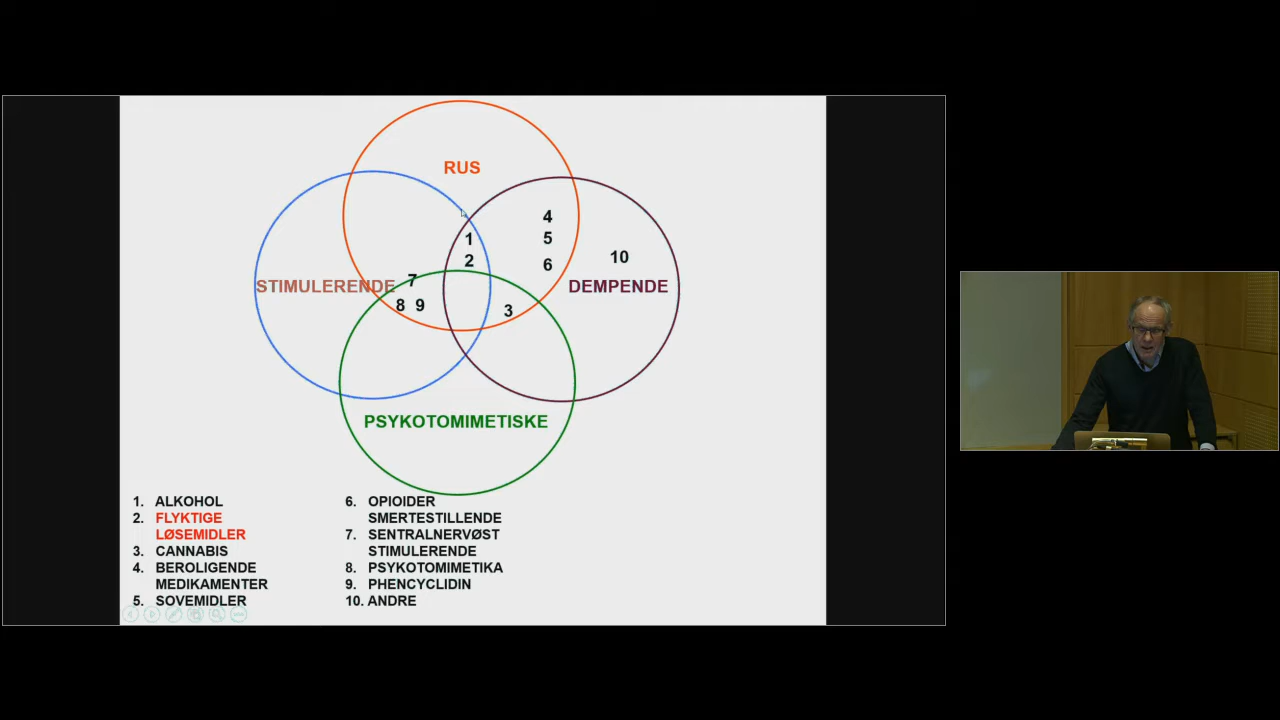 RUS
4
1
5
2
6
10
7
STIMULERENDE
DEMPENDE
8 9
3
PSYKOTOMIMETISKE
1. ALKOHOL
2. FLYKTIGE
LØSEMIDLER
3. CANNABIS
4. BEROLIGENDE
MEDIKAMENTER
5. SOVEMIDLER
6. OPIOIDER
SMERTESTILLENDE
7. SENTRALNERVØST
STIMULERENDE
8. PSYKOTOMIMETIKA
9. PHENCYCLIDIN
10. ANDRE